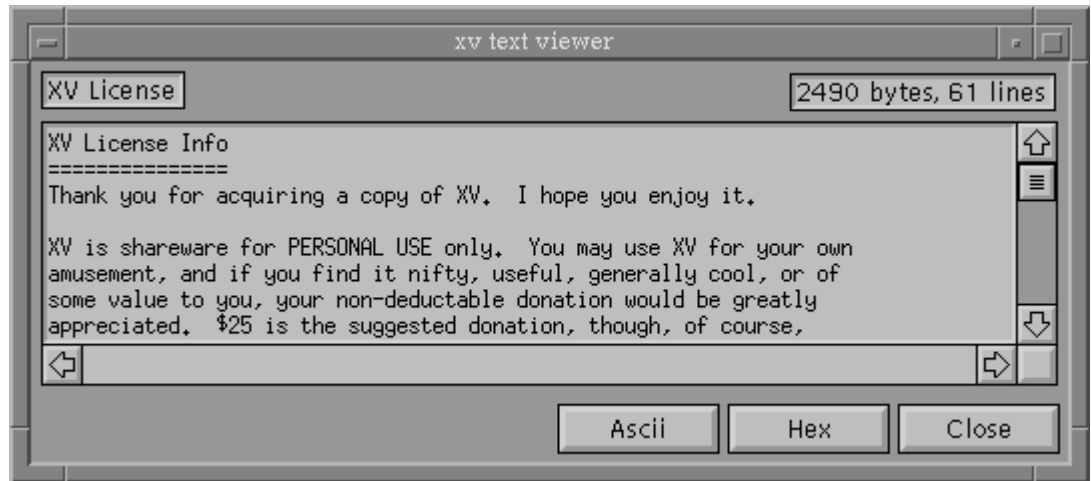 xv text viewer
XV License
2490 bytes, 61 lines
XV License Info
===============
Thank you for acquiring a copy of XV.  I hope you enjoy it.
XV is shareware for PERSONAL USE only.  You may use XV for your own
amusement, and if you find it nifty, useful, generally cool, or of
some value to you, your non-deductable donation would be greatly
appreciated.  $25 is the suggested donation, though, of course,
Ascii
Hex
Close